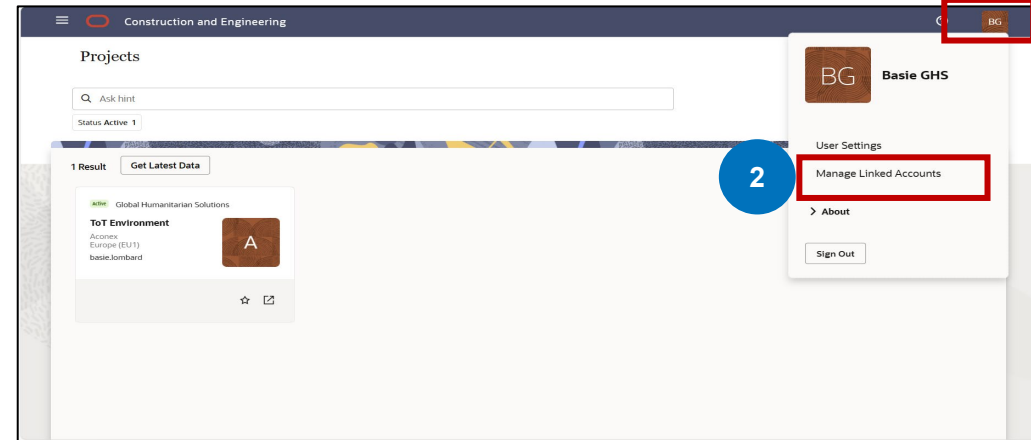 Construction and Engineering
BG
Projects
Ask hint
Status Active 1
1 Result
Get Latest Data
active
Global Humanitarian Solutions
ToT Environment
Aconex
Europe (EU1)
basie.lombard
A
BG
Basie GHS
User Settings
2
Manage Linked Accounts
About
Sign Out